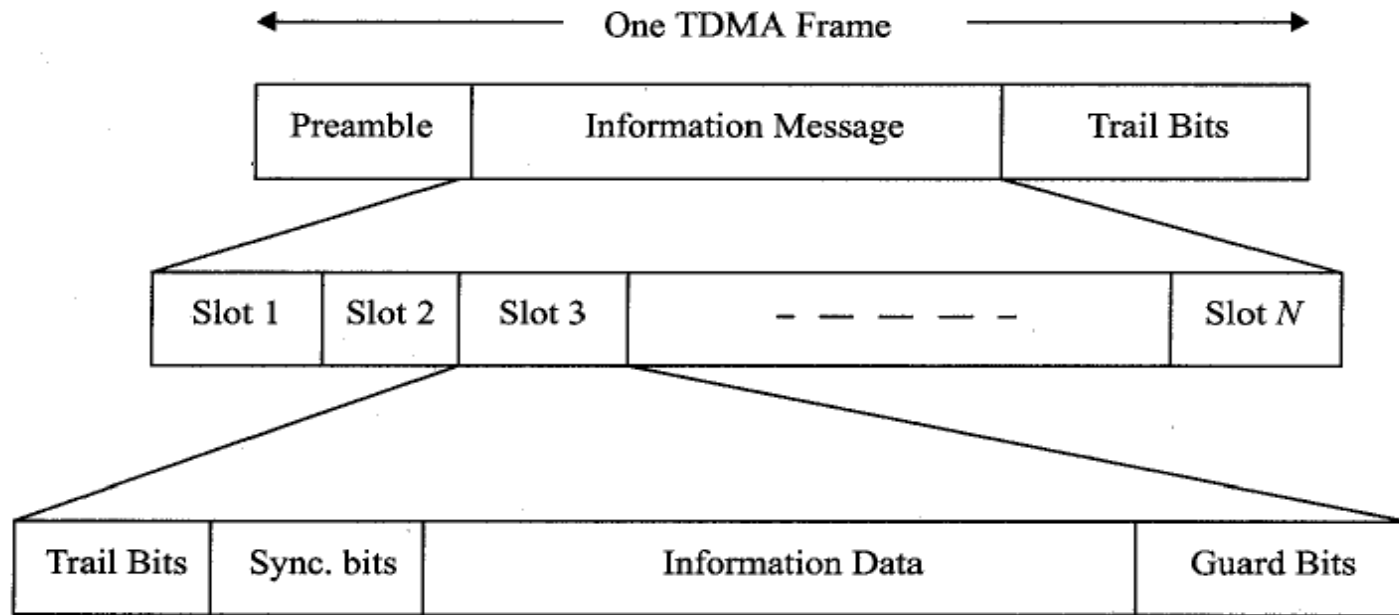 One TDMA Frame
Preamble Information Message Trail Bits
Slot 1 Slot 2 Slot 3 Slot N
Trail Bits Sync. bits Information Data Guard Bits